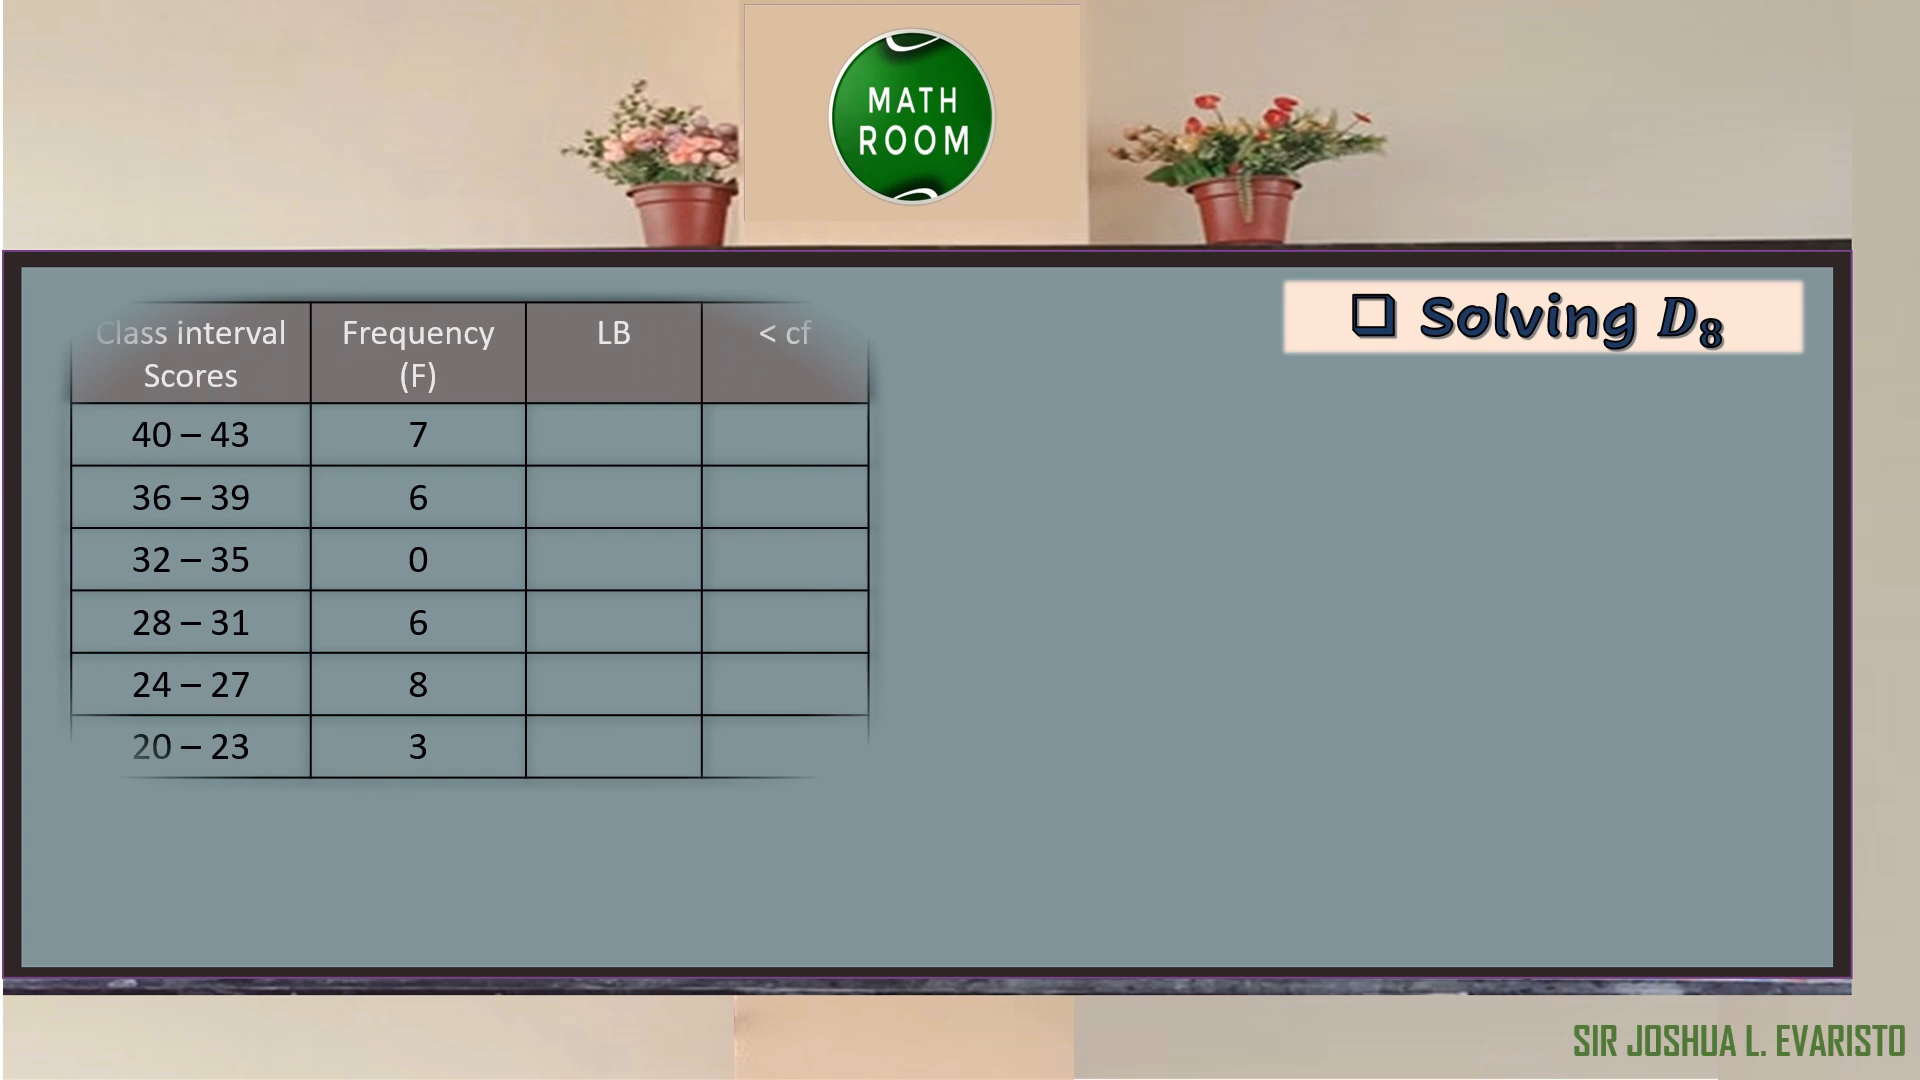 MATH
ROOM
❑ Solving D₈
Class interval Scores Frequency (F) LB < cf
40 – 43 7
36 – 39 6
32 – 35 0
28 – 31 6
24 – 27 8
20 – 23 3
SIR JOSHUA L. EVARISTO